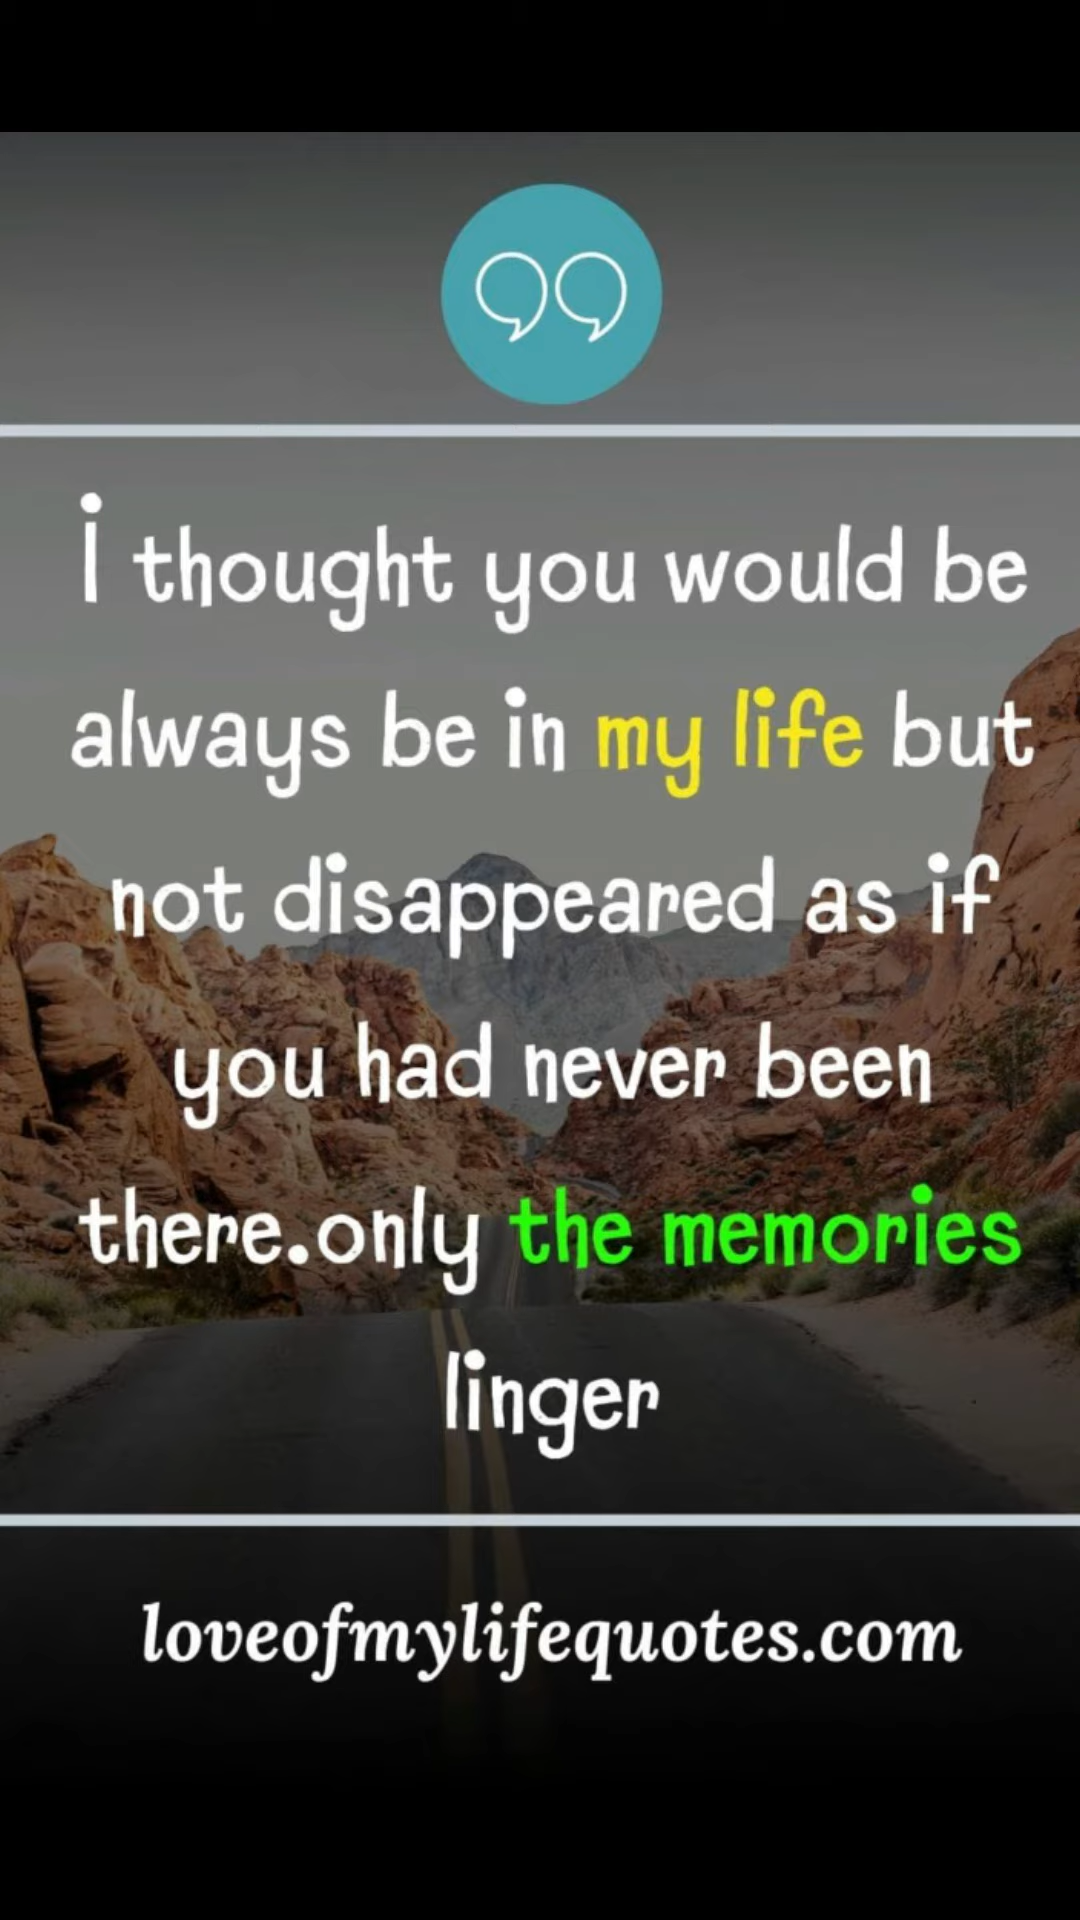 i thought you would be
always be in my life but
not disappeared as if
you had never been
there.only the memories
linger
loveofmylifequotes.com